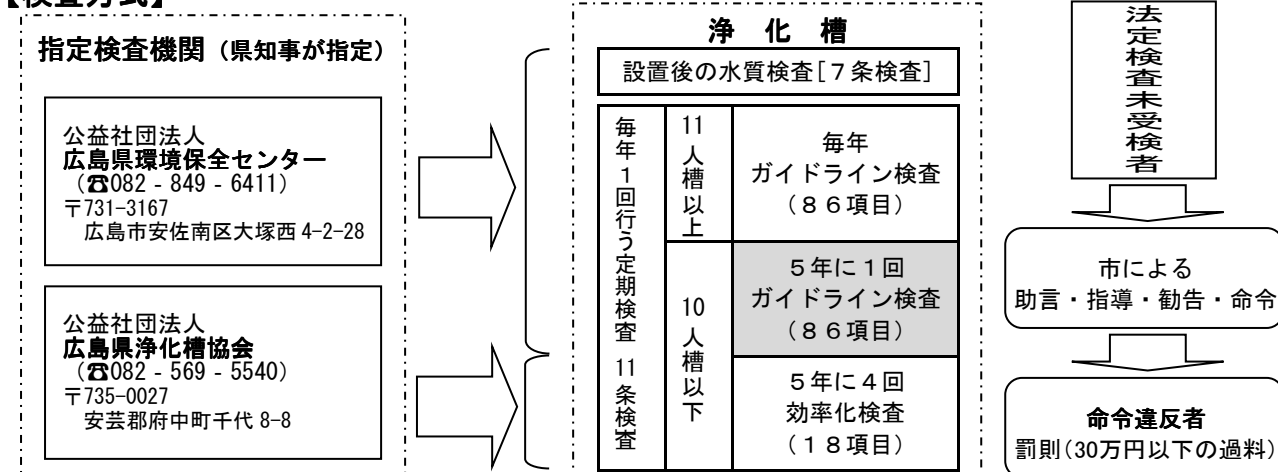 【検査方式】
指定検査機関（県知事が指定）
公益社団法人
広島県環境保全センター
（☎082 - 849 - 6411）
〒731-3167
広島市安佐南区大塚西 4-2-28
公益社団法人
広島県浄化槽協会
（☎082 - 569 - 5540）
〒735-0027
安芸郡府中町千代 8-8
浄 化 槽
設置後の水質検査[７条検査]
毎年１回行う定期検査 11条検査
11人槽以上
毎年
ガイドライン検査
（８６項目）
10人槽以下
５年に１回
ガイドライン検査
（８６項目）
５年に４回
効率化検査
（１８項目）
法定検査未受検者
市による
助言・指導・勧告・命令
命令違反者
罰則（30万円以下の過料）